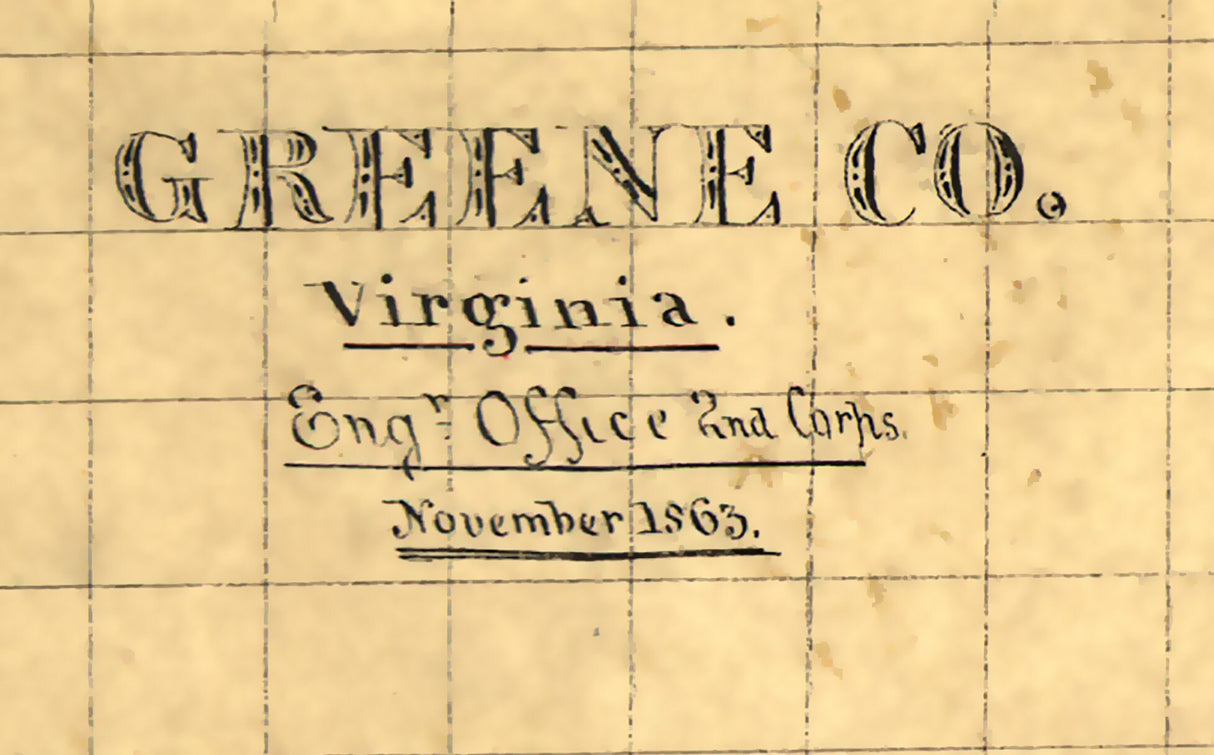 GREENE CO.
Virginia.
Engʳ Office 2nd Corps.
November 1863.